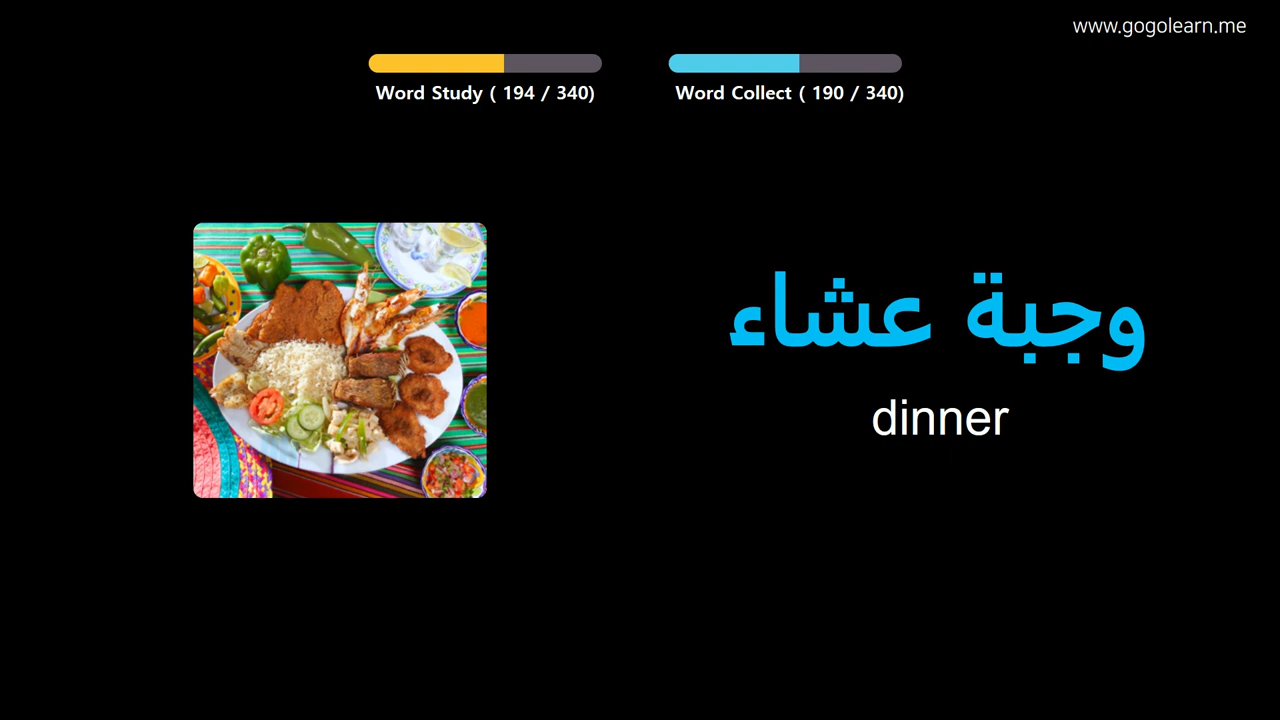 www.gogolearn.me
Word Study ( 194 / 340)
Word Collect ( 190 / 340)
وجبة عشاء
dinner